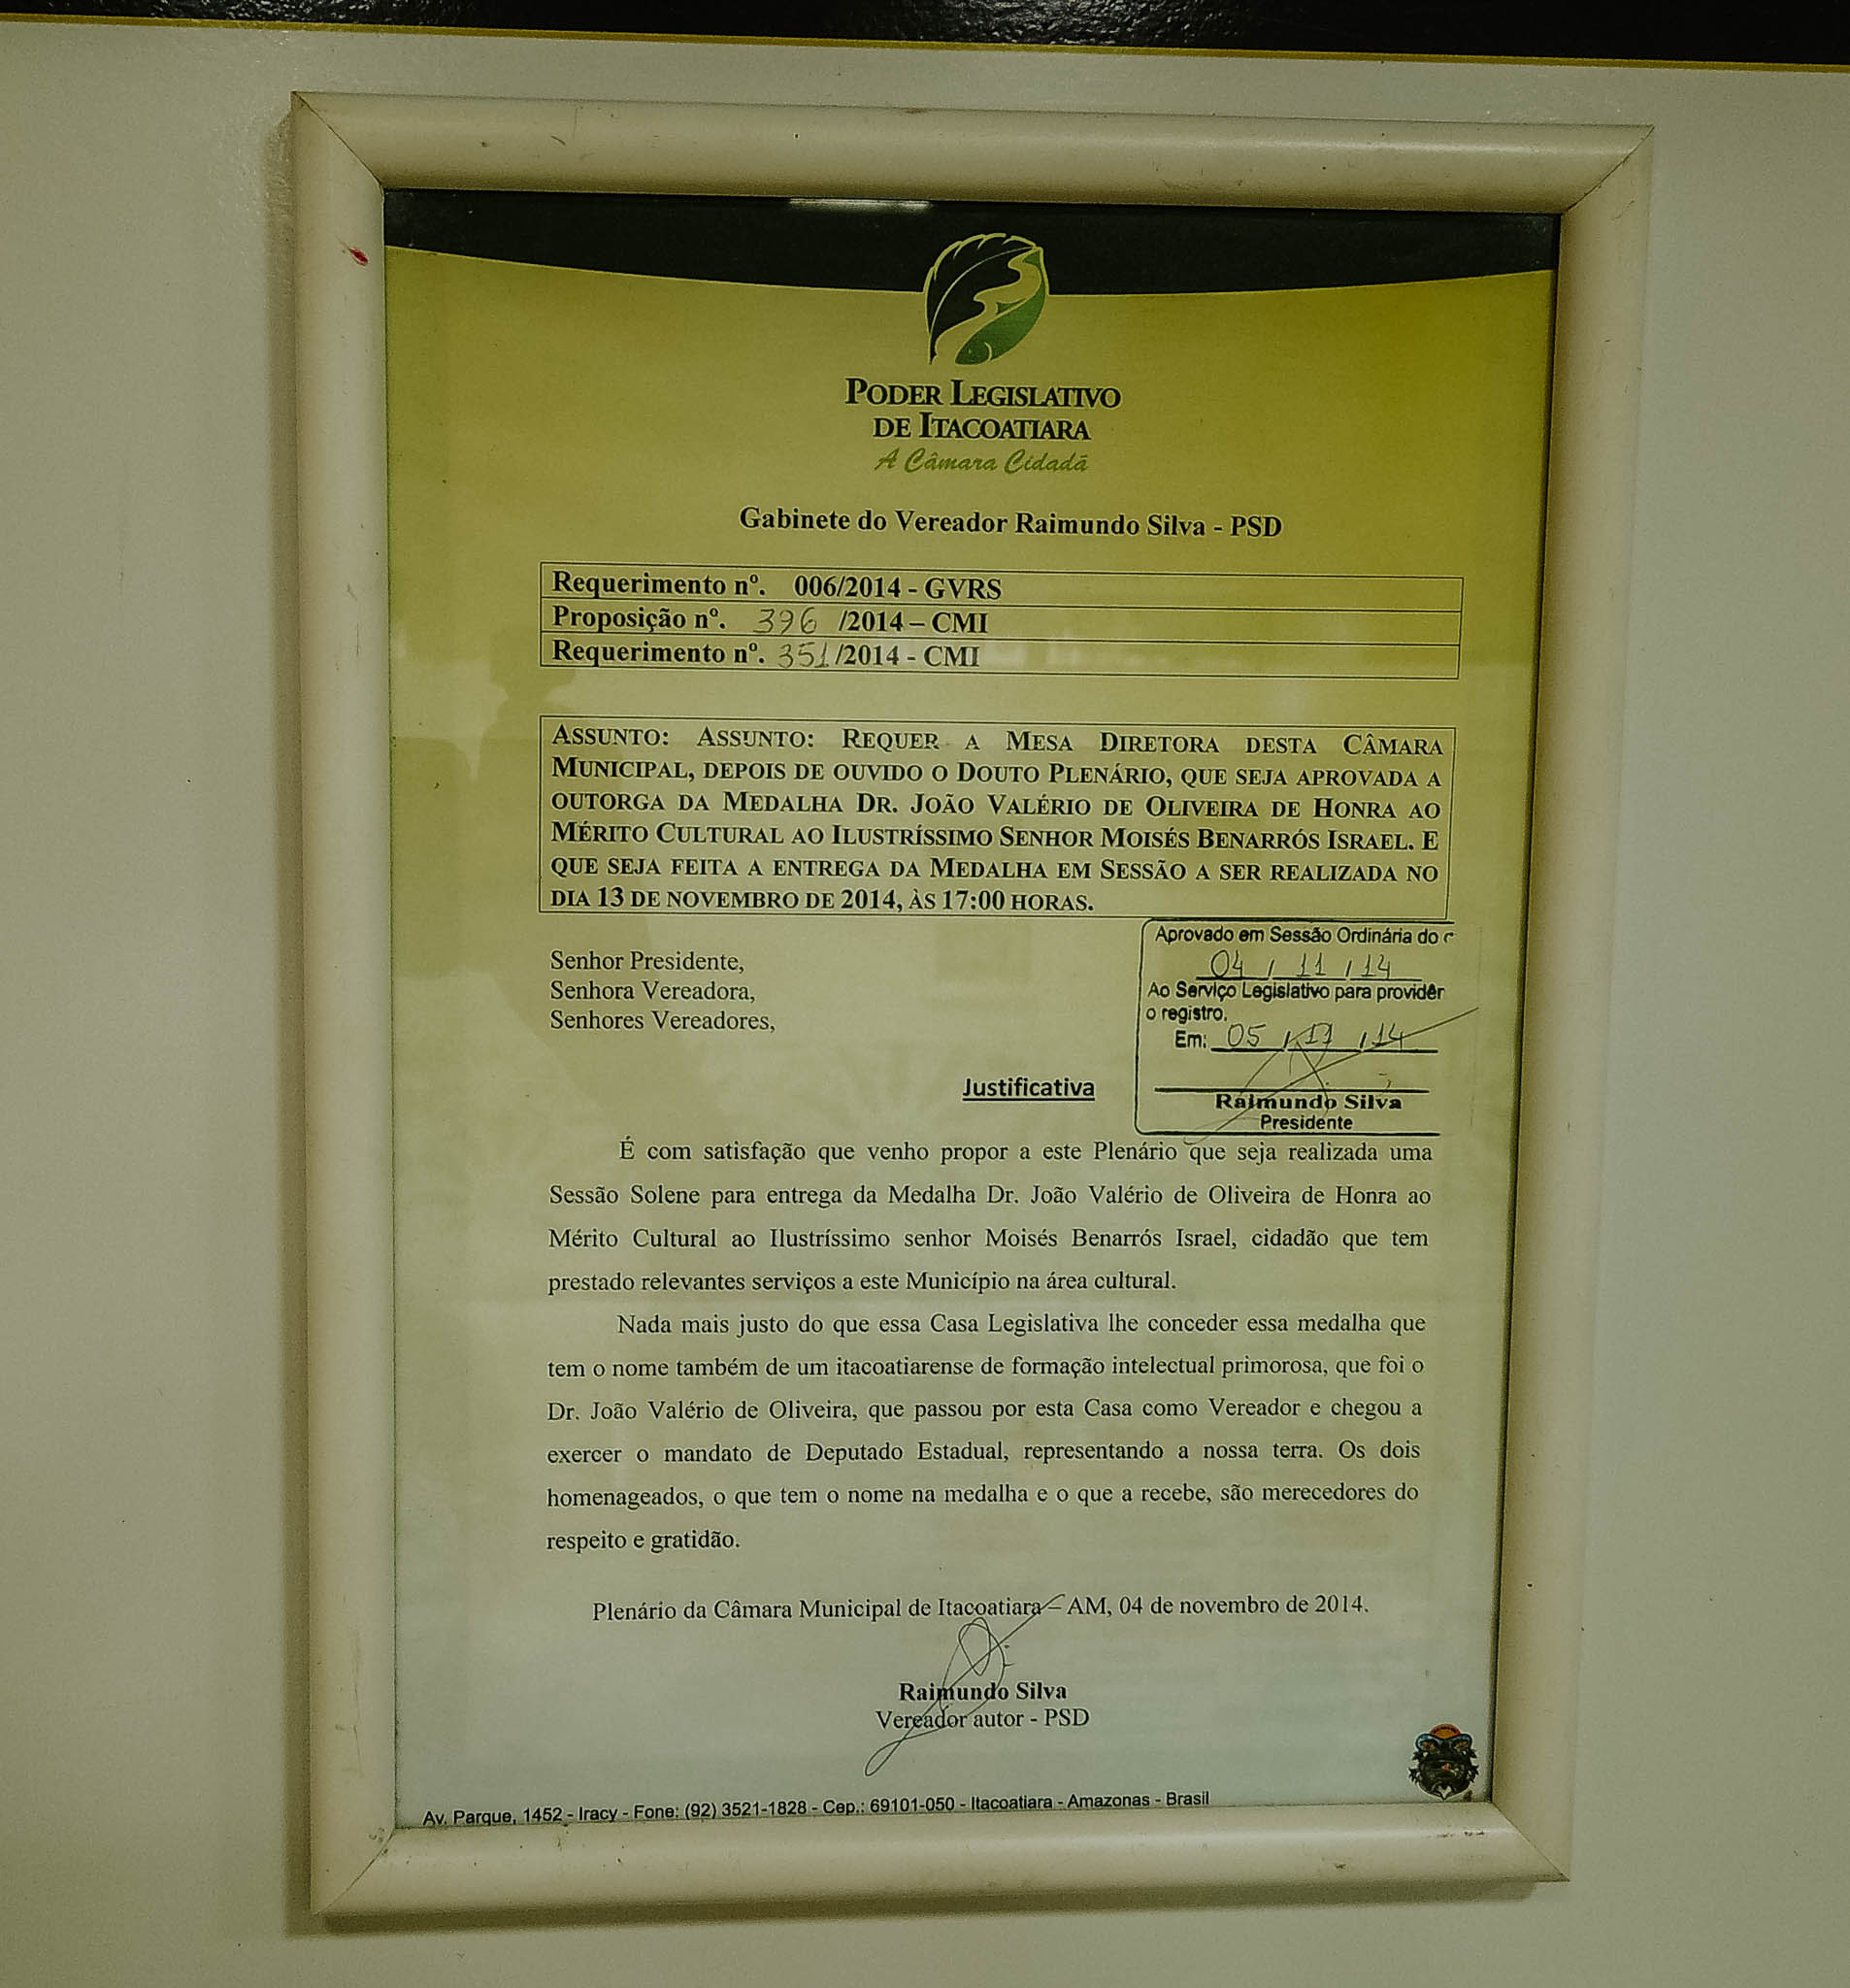 PODER LEGISLATIVO
DE ITACOATIARA
A Câmara Cidadã
Gabinete do Vereador Raimundo Silva - PSD
Requerimento nº. 006/2014 - GVRS
Proposição nº. 396 /2014 – CMI
Requerimento nº. 351/2014 - CMI
ASSUNTO: ASSUNTO: REQUER A MESA DIRETORA DESTA CÂMARA
MUNICIPAL, DEPOIS DE OUVIDO O DOUTO PLENÁRIO, QUE SEJA APROVADA A
OUTORGA DA MEDALHA DR. JOÃO VALÉRIO DE OLIVEIRA DE HONRA AO
MÉRITO CULTURAL AO ILUSTRÍSSIMO SENHOR MOISÉS BENARRÓS ISRAEL. E
QUE SEJA FEITA A ENTREGA DA MEDALHA EM SESSÃO A SER REALIZADA NO
DIA 13 DE NOVEMBRO DE 2014, ÀS 17:00 HORAS.
Senhor Presidente,
Senhora Vereadora,
Senhores Vereadores,
Aprovado em Sessão Ordinária do
04 / 11 / 14
Ao Serviço Legislativo para providêr
o registro.
Em: 05 / 11 / 14
Raimundo Silva
Presidente
Justificativa
É com satisfação que venho propor a este Plenário que seja realizada uma
Sessão Solene para entrega da Medalha Dr. João Valério de Oliveira de Honra ao
Mérito Cultural ao Ilustríssimo senhor Moisés Benarrós Israel, cidadão que tem
prestado relevantes serviços a este Município na área cultural.
Nada mais justo do que essa Casa Legislativa lhe conceder essa medalha que
tem o nome também de um itacoatiarense de formação intelectual primorosa, que foi o
Dr. João Valério de Oliveira, que passou por esta Casa como Vereador e chegou a
exercer o mandato de Deputado Estadual, representando a nossa terra. Os dois
homenageados, o que tem o nome na medalha e o que a recebe, são merecedores do
respeito e gratidão.
Plenário da Câmara Municipal de Itacoatiara – AM, 04 de novembro de 2014.
Raimundo Silva
Vereador autor - PSD
Av. Parque, 1452 - Iracy - Fone: (92) 3521-1828 - Cep.: 69101-050 - Itacoatiara - Amazonas - Brasil